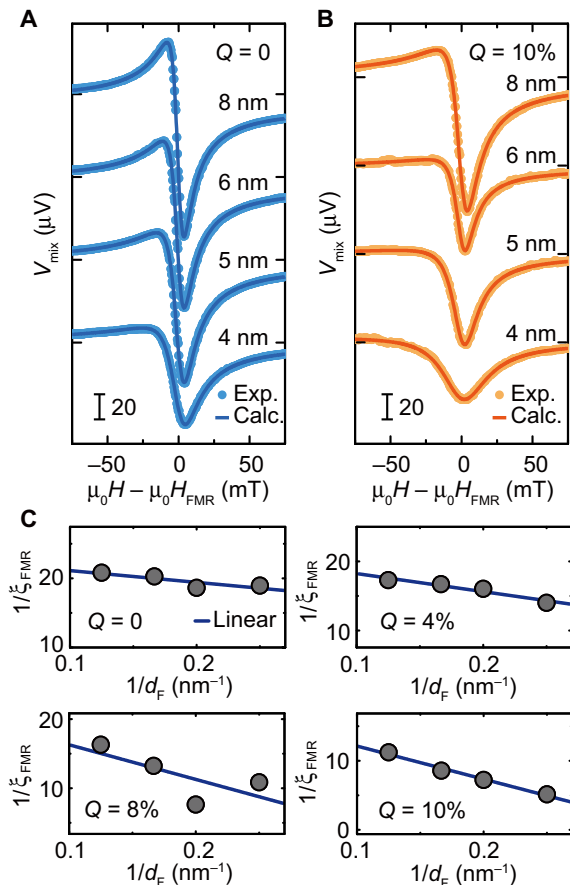 A
Q = 0
8 nm
6 nm
5 nm
4 nm
V_mix (μV)
20
Exp.
Calc.
−50 0 50
μ₀H − μ₀H_FMR (mT)
B
Q = 10%
8 nm
6 nm
5 nm
4 nm
V_mix (μV)
20
Exp.
Calc.
−50 0 50
μ₀H − μ₀H_FMR (mT)
C
1/ξ_FMR
20
10
Q = 0
Linear
0.1 0.2
1/d_F (nm⁻¹)
1/ξ_FMR
20
10
Q = 4%
0.1 0.2
1/d_F (nm⁻¹)
1/ξ_FMR
20
10
0
Q = 8%
0.1 0.2
1/d_F (nm⁻¹)
1/ξ_FMR
10
0
Q = 10%
0.1 0.2
1/d_F (nm⁻¹)